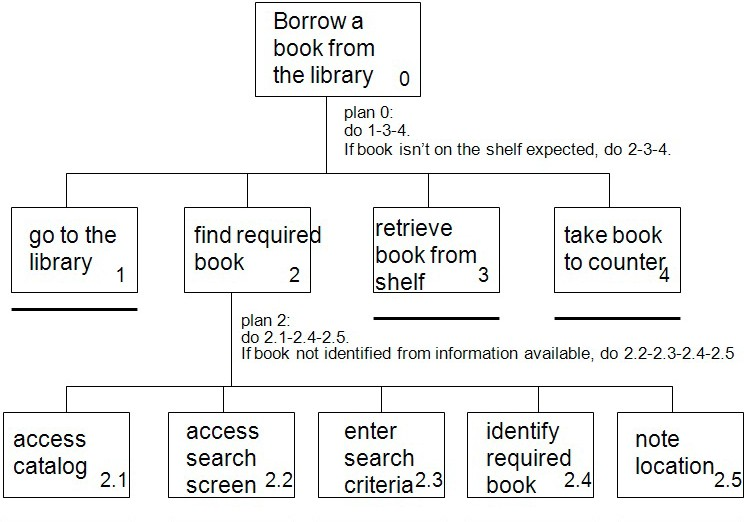 Borrow a
book from
the library 0
plan 0:
do 1-3-4.
If book isn't on the shelf expected, do 2-3-4.
go to the
library 1
find required
book 2
retrieve
book from
shelf 3
take book
to counter 4
plan 2:
do 2.1-2.4-2.5.
If book not identified from information available, do 2.2-2.3-2.4-2.5
access
catalog 2.1
access
search
screen 2.2
enter
search
criteria 2.3
identify
required
book 2.4
note
location 2.5